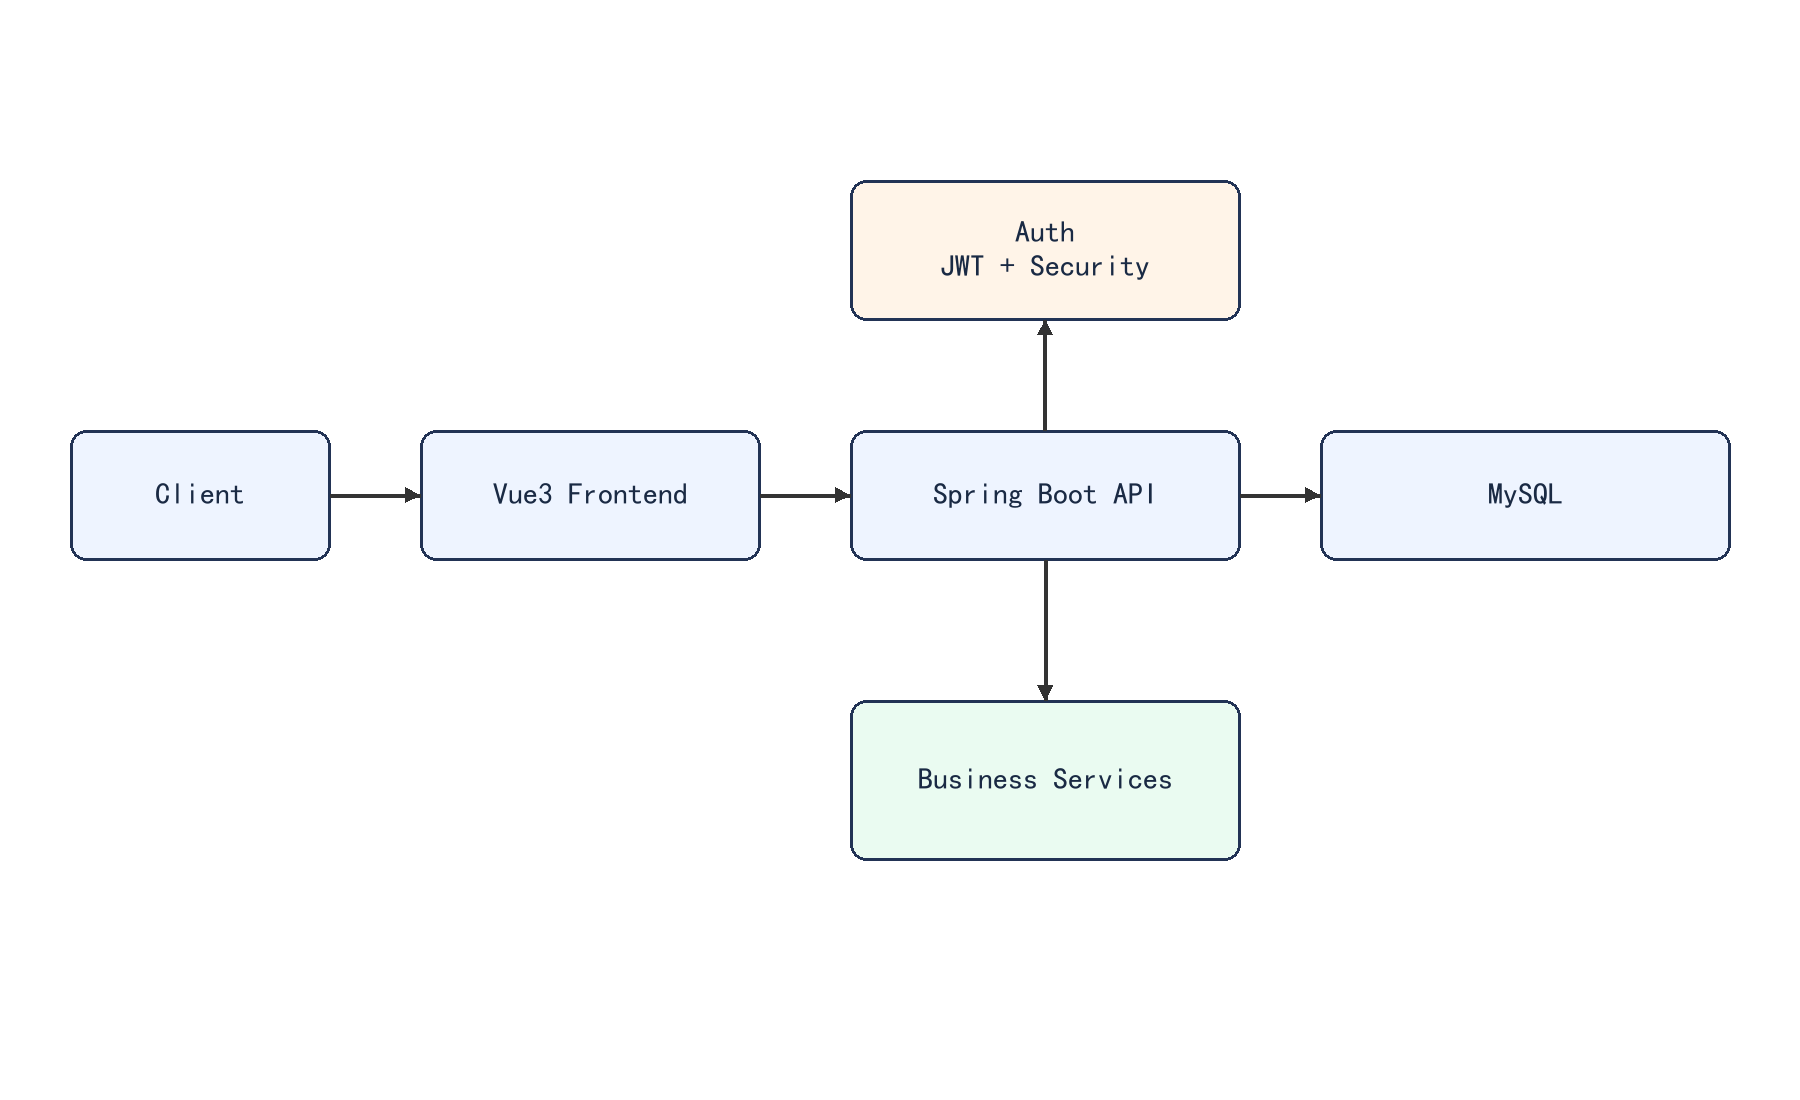 Auth
JWT + Security
Client
Vue3 Frontend
Spring Boot API
MySQL
Business Services